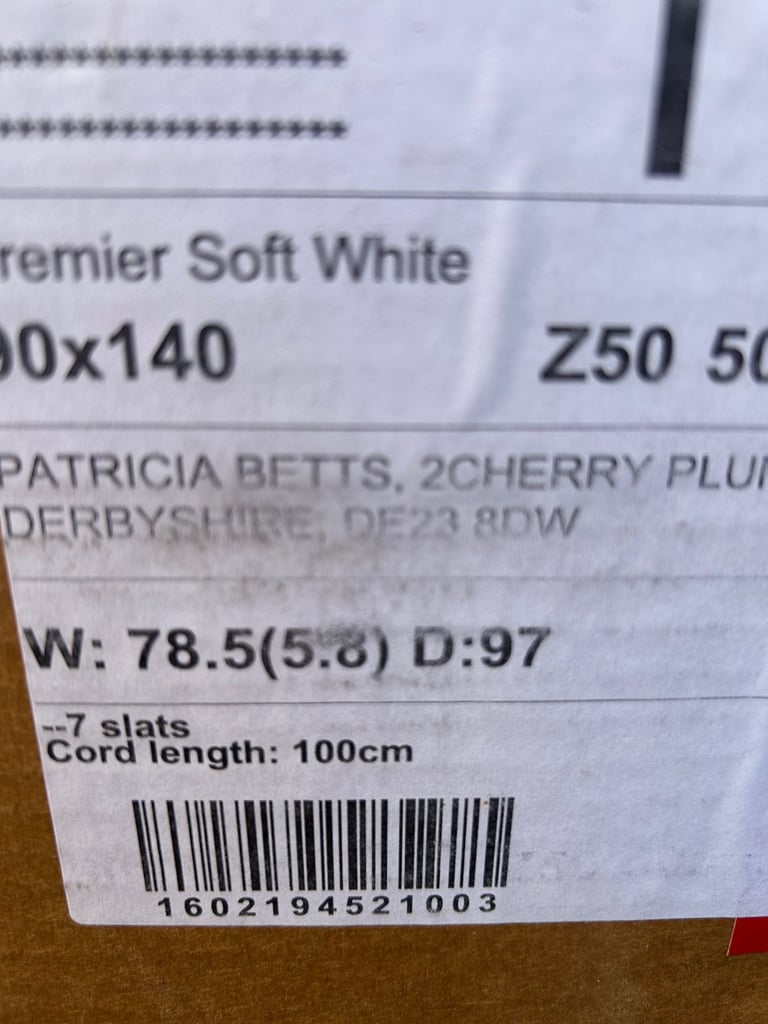 *****************
*****************
remier Soft White
90x140 Z50 50
PATRICIA BETTS, 2CHERRY PLUM
DERBYSHIRE, DE23 8DW
W: 78.5(5.8) D:97
--7 slats
Cord length: 100cm
1602194521003